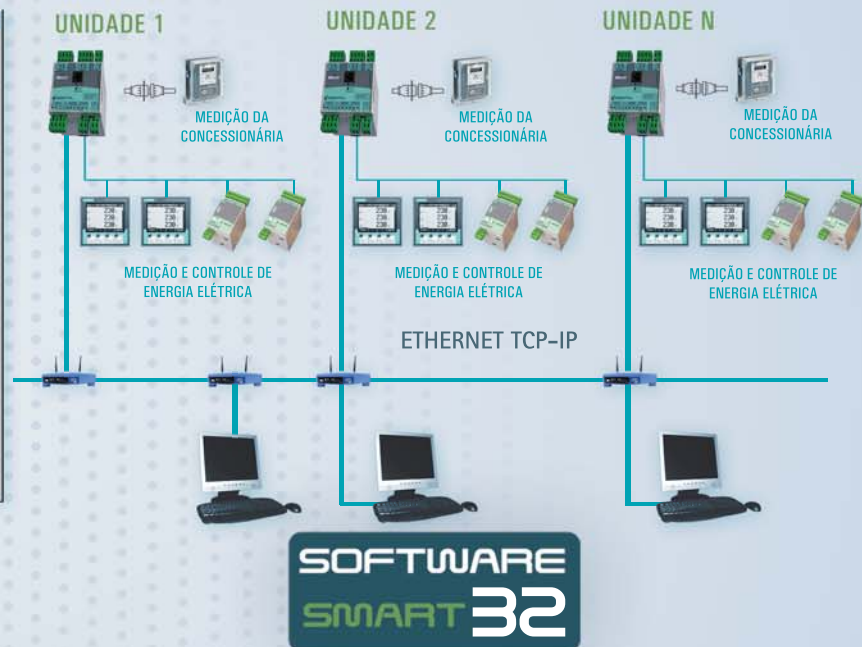 UNIDADE 1
UNIDADE 2
UNIDADE N
MEDIÇÃO DA
CONCESSIONÁRIA
MEDIÇÃO DA
CONCESSIONÁRIA
MEDIÇÃO DA
CONCESSIONÁRIA
MEDIÇÃO E CONTROLE DE
ENERGIA ELÉTRICA
MEDIÇÃO E CONTROLE DE
ENERGIA ELÉTRICA
MEDIÇÃO E CONTROLE DE
ENERGIA ELÉTRICA
ETHERNET TCP-IP
SOFTWARE
SMART 32